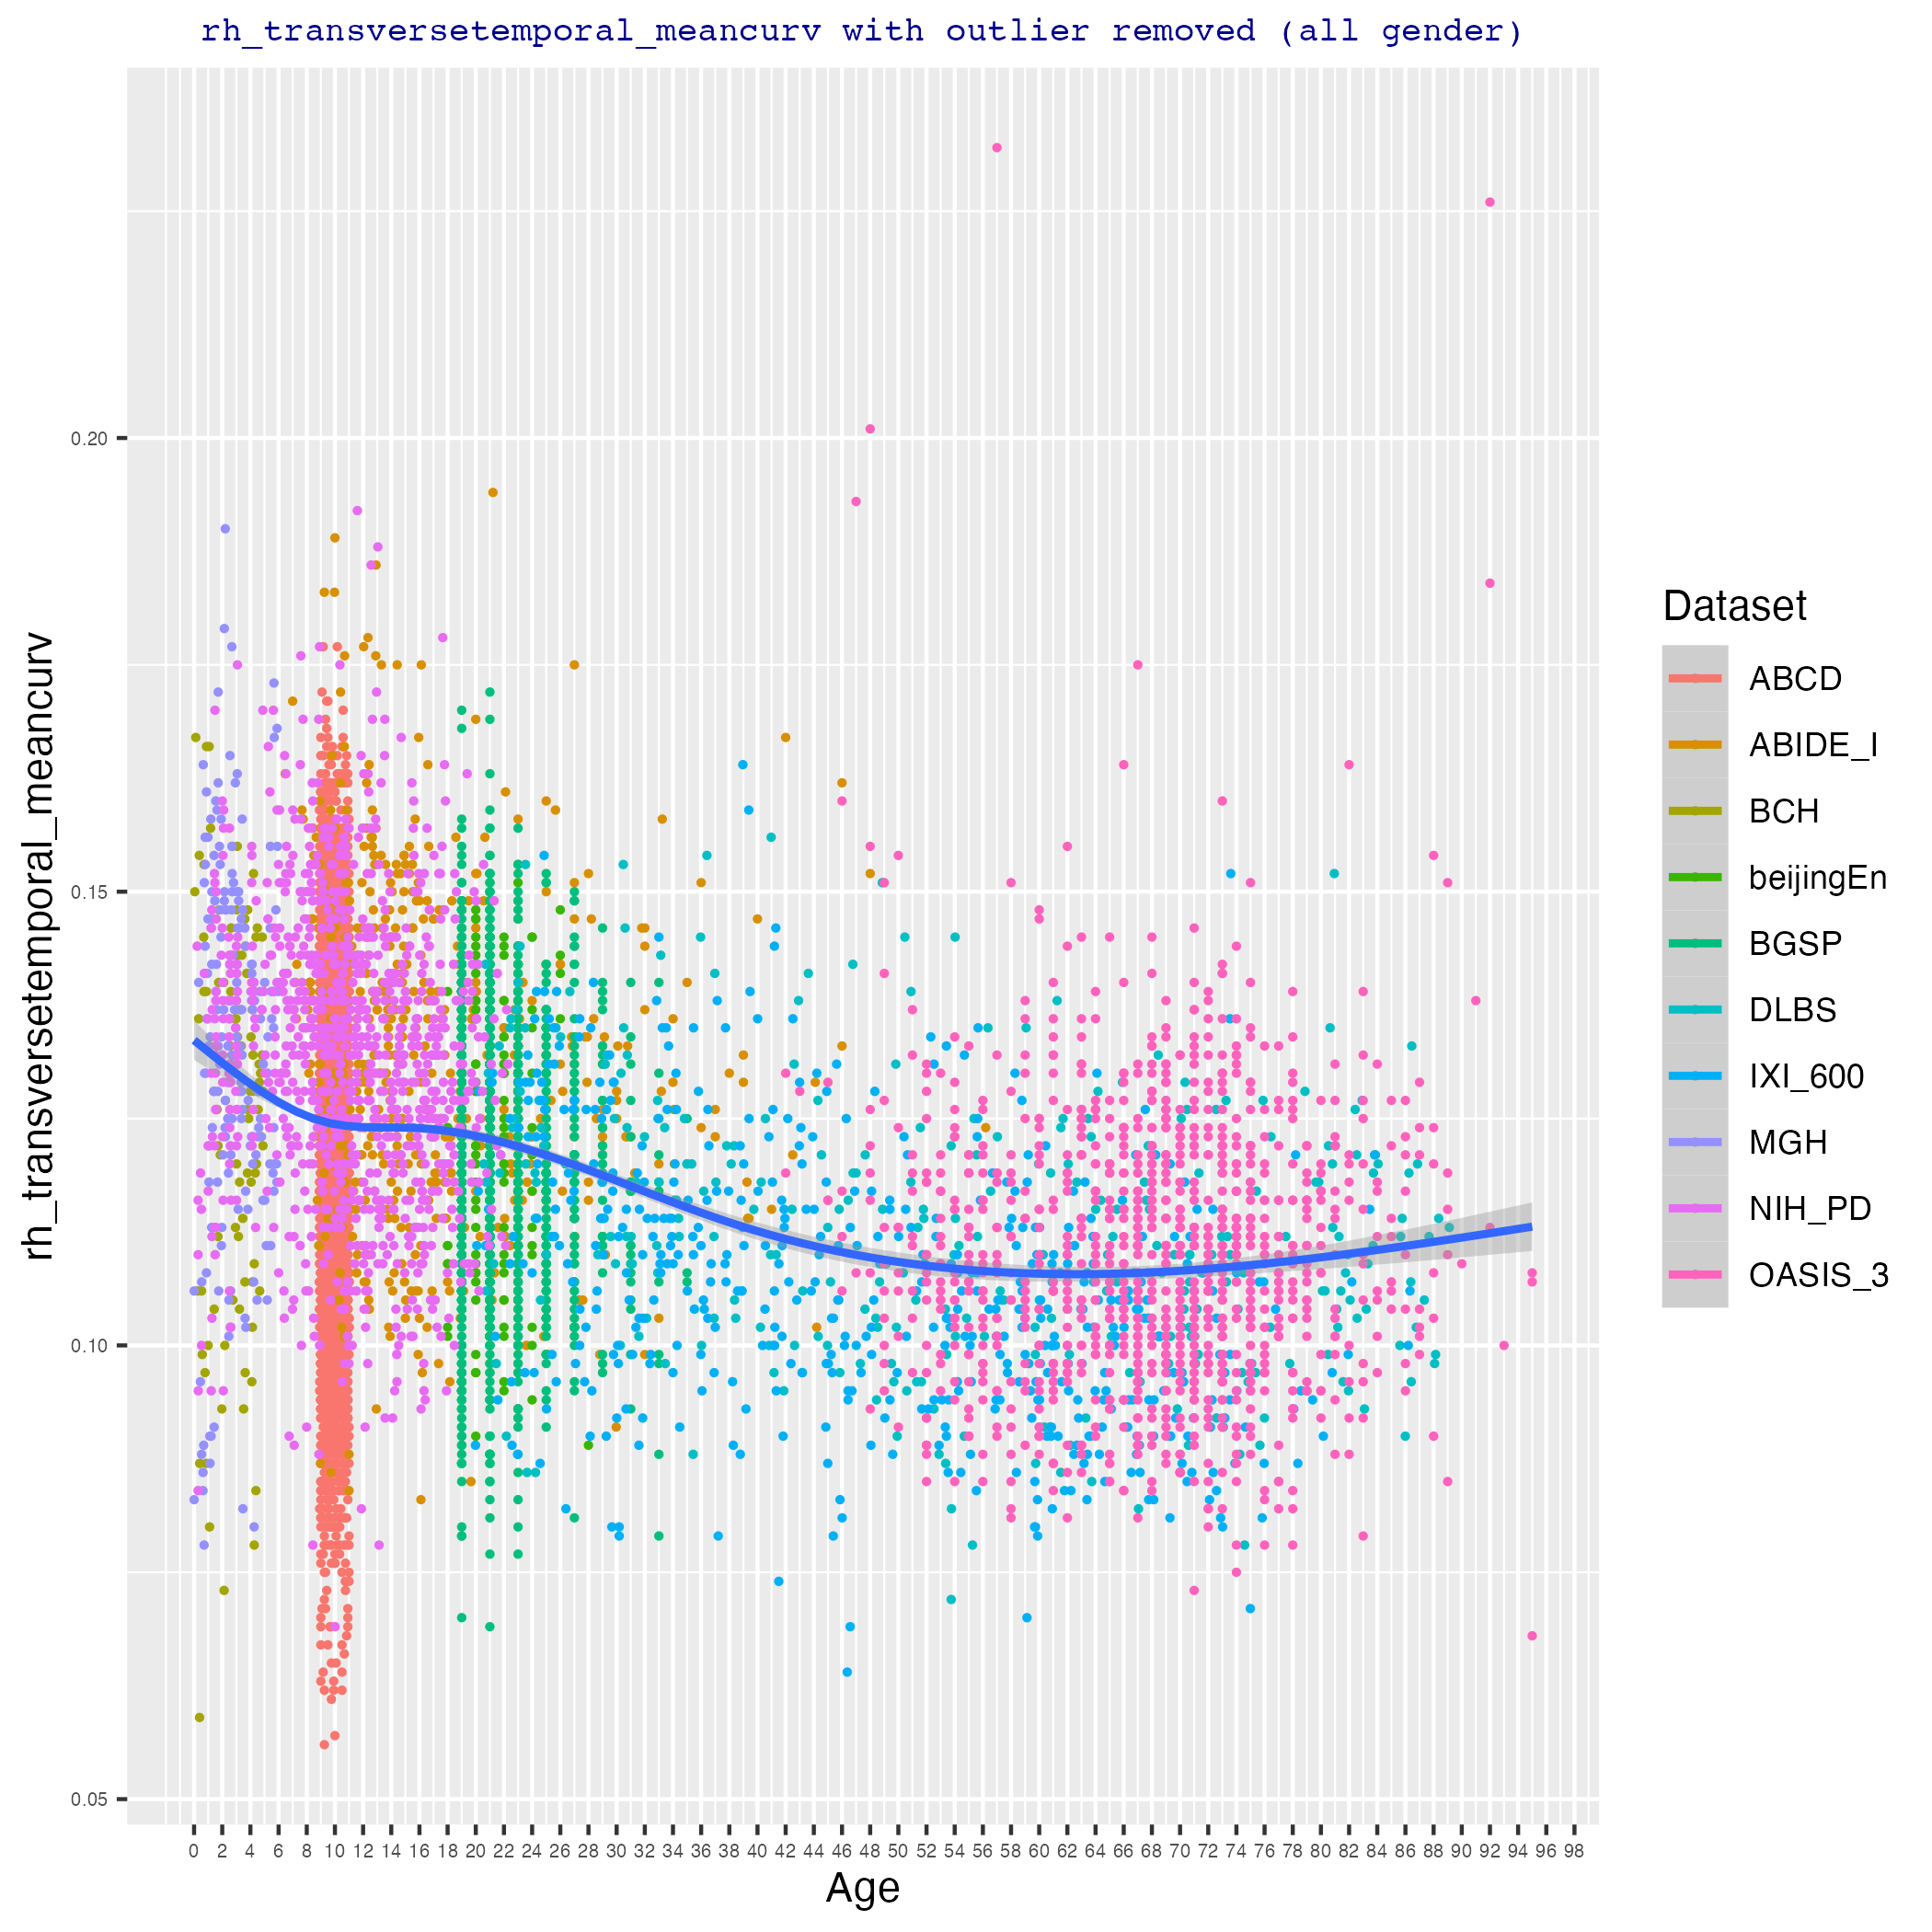 rh_transversetemporal_meancurv with outlier removed (all gender)
rh_transversetemporal_meancurv
0.20
0.15
0.10
0.05
0 2 4 6 8 10 12 14 16 18 20 22 24 26 28 30 32 34 36 38 40 42 44 46 48 50 52 54 56 58 60 62 64 66 68 70 72 74 76 78 80 82 84 86 88 90 92 94 96 98
Age
Dataset
ABCD
ABIDE_I
BCH
beijingEn
BGSP
DLBS
IXI_600
MGH
NIH_PD
OASIS_3